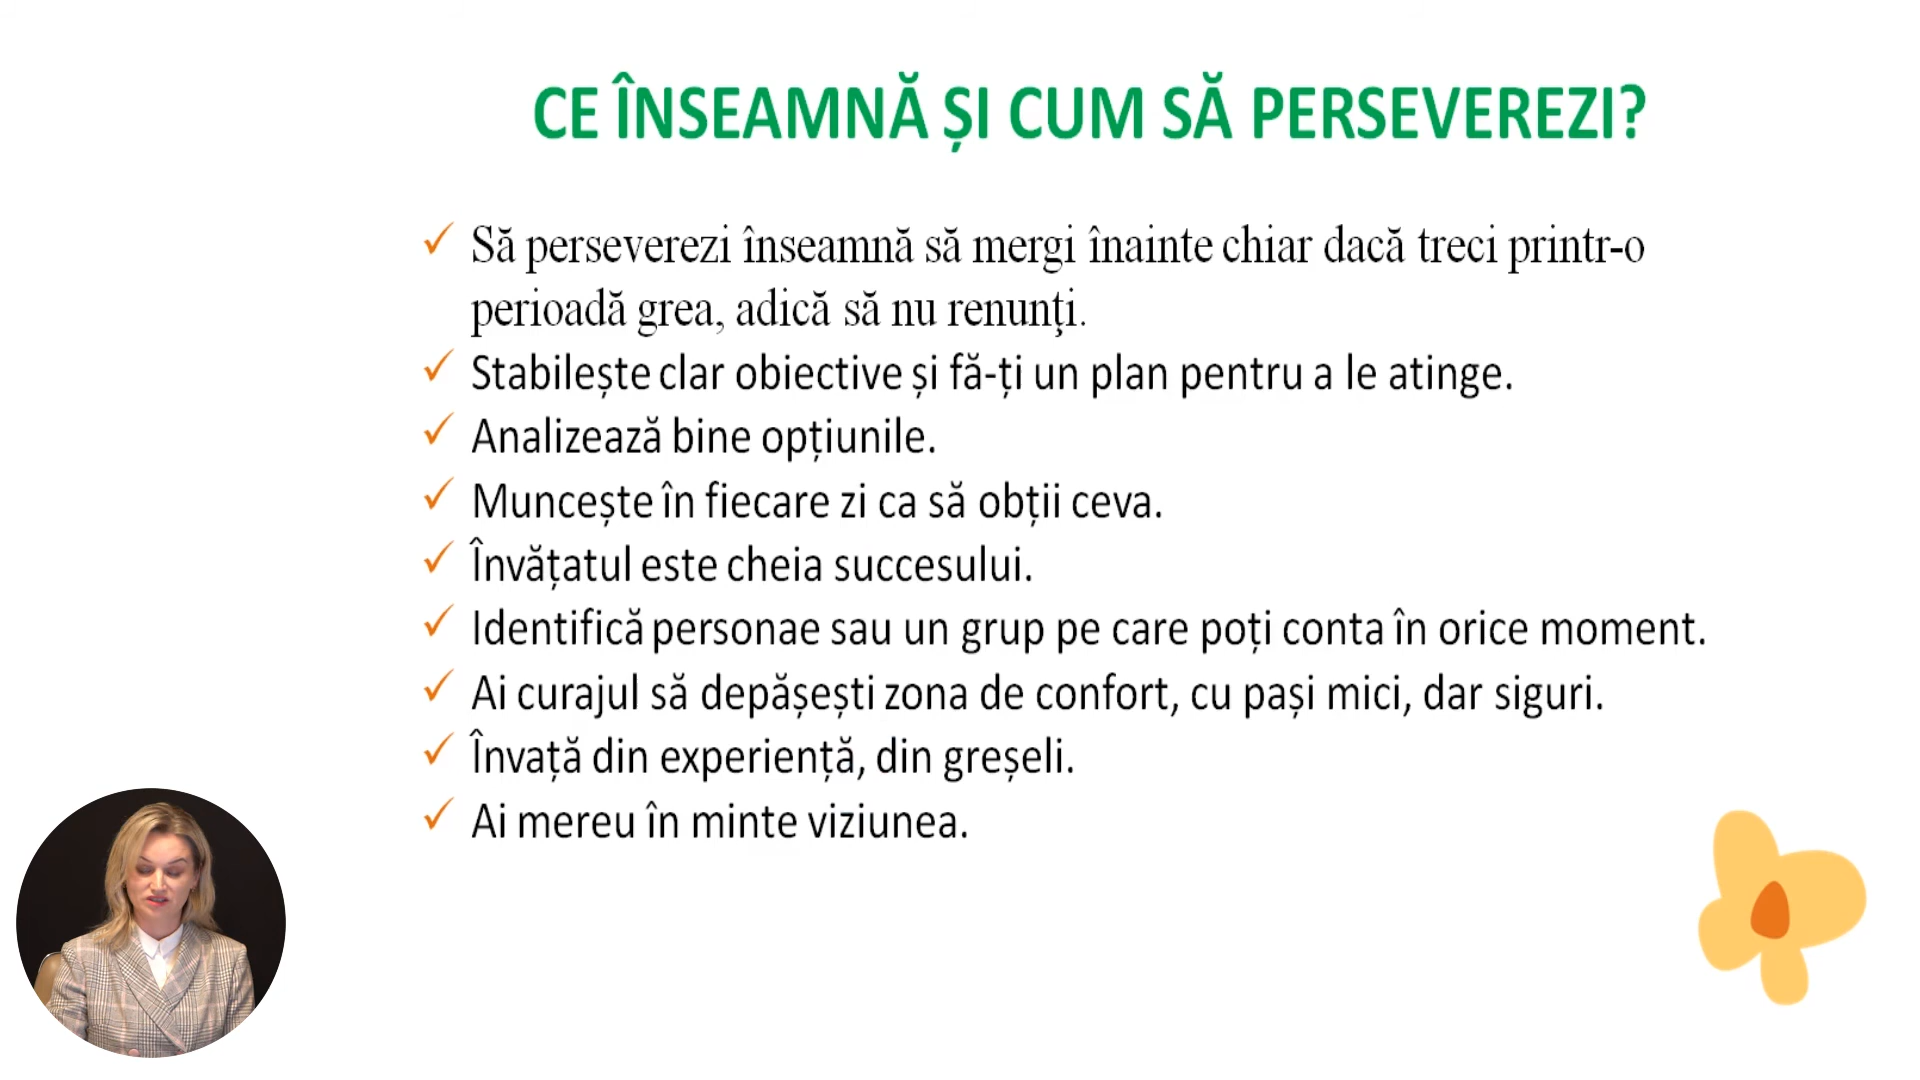 CE ÎNSEAMNĂ ȘI CUM SĂ PERSEVEREZI?
Să perseverezi înseamnă să mergi înainte chiar dacă treci printr-o
perioadă grea, adică să nu renunţi.
Stabilește clar obiective și fă-ți un plan pentru a le atinge.
Analizează bine opțiunile.
Muncește în fiecare zi ca să obții ceva.
Învățatul este cheia succesului.
Identifică personae sau un grup pe care poți conta în orice moment.
Ai curajul să depășești zona de confort, cu pași mici, dar siguri.
Învață din experiență, din greșeli.
Ai mereu în minte viziunea.